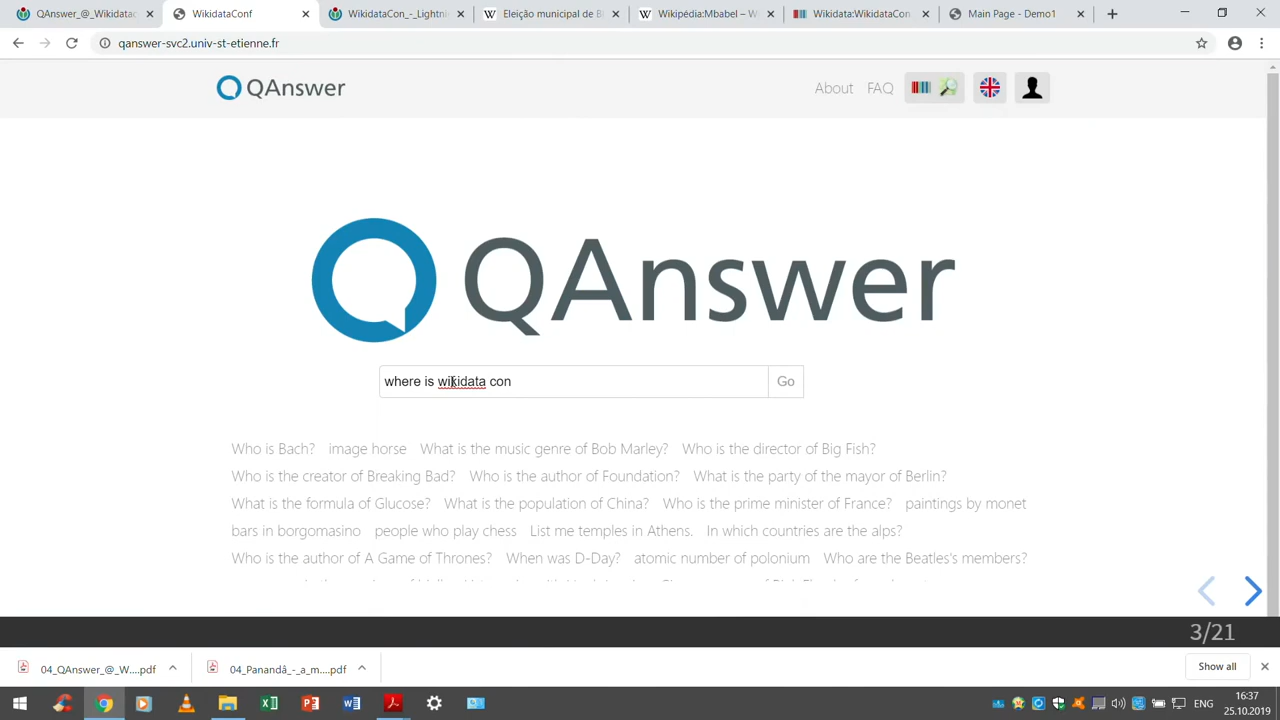 QAnswer_@_Wikidatac
WikidataConf
WikidataCon_-_Lightni
Eleição municipal de B
Wikipédia:Mbabel – W
Wikidata:WikidataCon
Main Page - Demo1
qanswer-svc2.univ-st-etienne.fr
QAnswer
About
FAQ
QAnswer
where is wikidata con
Go
Who is Bach? image horse What is the music genre of Bob Marley? Who is the director of Big Fish?
Who is the creator of Breaking Bad? Who is the author of Foundation? What is the party of the mayor of Berlin?
What is the formula of Glucose? What is the population of China? Who is the prime minister of France? paintings by monet
bars in borgomasino people who play chess List me temples in Athens. In which countries are the alps?
Who is the author of A Game of Thrones? When was D-Day? atomic number of polonium Who are the Beatles's members?
3/21
04_QAnswer_@_W....pdf
04_Panandâ_-_a_m....pdf
Show all
ENG
16:37
25.10.2019